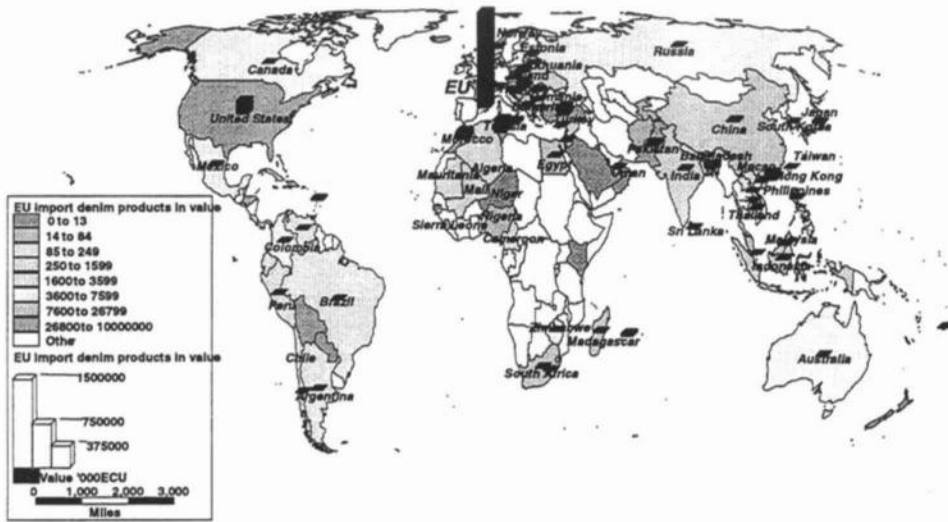 Norway
Estonia
Russia
Canada
EU
United States
Japan
China
South Korea
Morocco
Mexico
Pakistan
Bangladesh
Taiwan
Egypt
Algeria
Macao
Oman
India
Hong Kong
Mauritania
Mali
Niger
Philippines
Nigeria
Thailand
Sierra Leone
Sri Lanka
Cameroon
Colombia
Malaysia
Indonesia
Peru
Brazil
Zimbabwe
Madagascar
Chile
Australia
South Africa
Argentina
EU import denim products in value
0 to 13
14 to 84
85 to 249
250 to 1599
1600 to 3599
3600 to 7599
7600 to 26799
26800 to 10000000
Other
EU import denim products in value
1500000
750000
375000
Value '000ECU
0 1,000 2,000 3,000
Miles